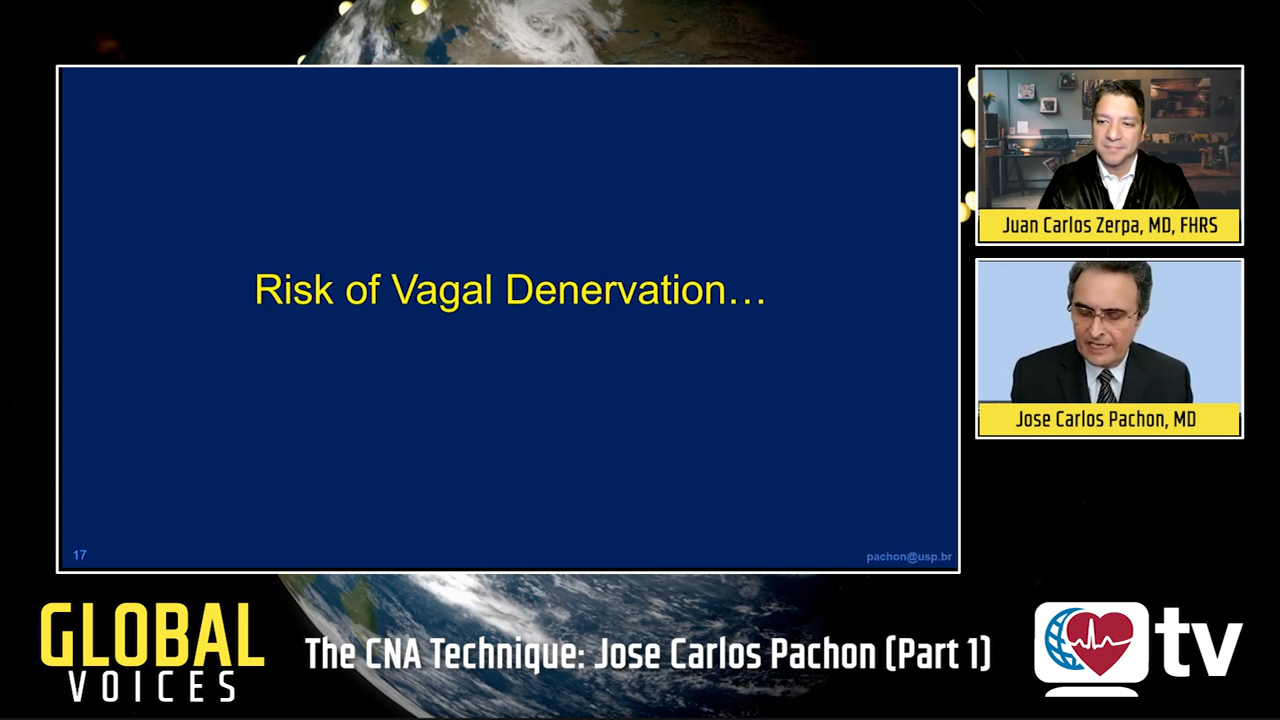 Risk of Vagal Denervation…
17
pachon@usp.br
Juan Carlos Zerpa, MD, FHRS
Jose Carlos Pachon, MD
GLOBAL
VOICES
The CNA Technique: Jose Carlos Pachon (Part 1)
tv